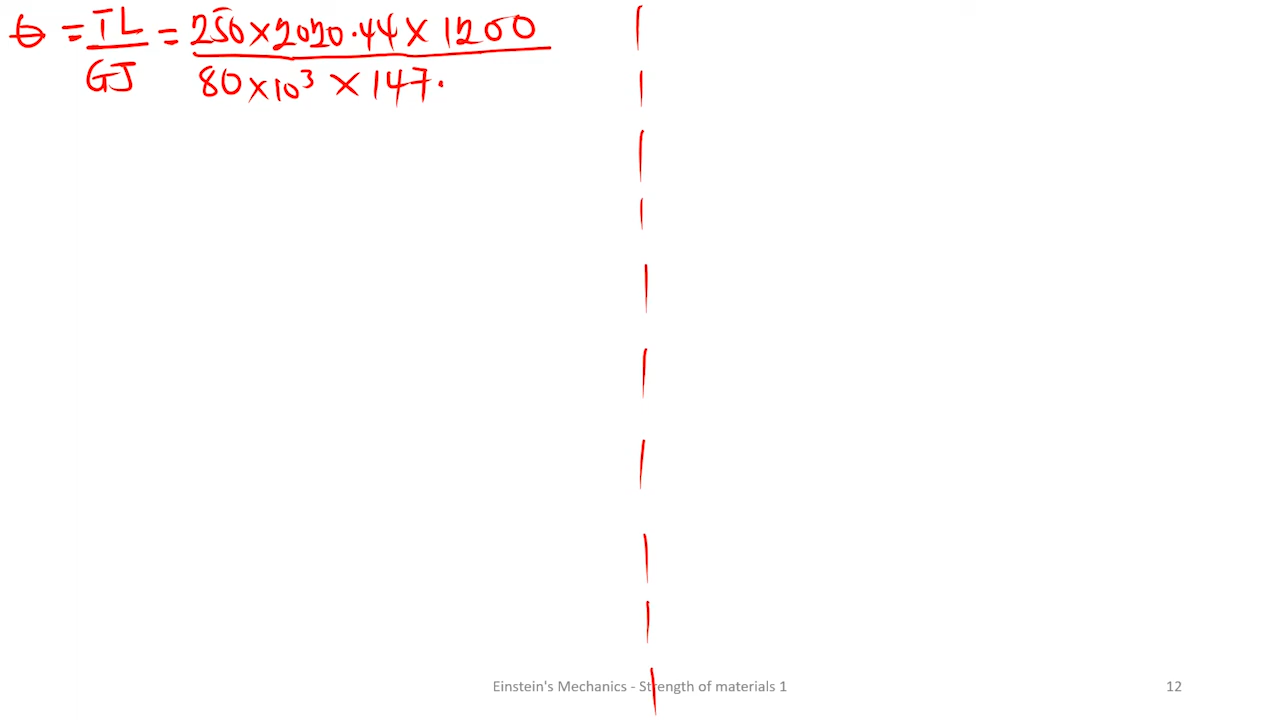 θ = TL/GJ = 250×2020.44×1200 / 80×10³ × 147.
Einstein's Mechanics - Strength of materials 1
12